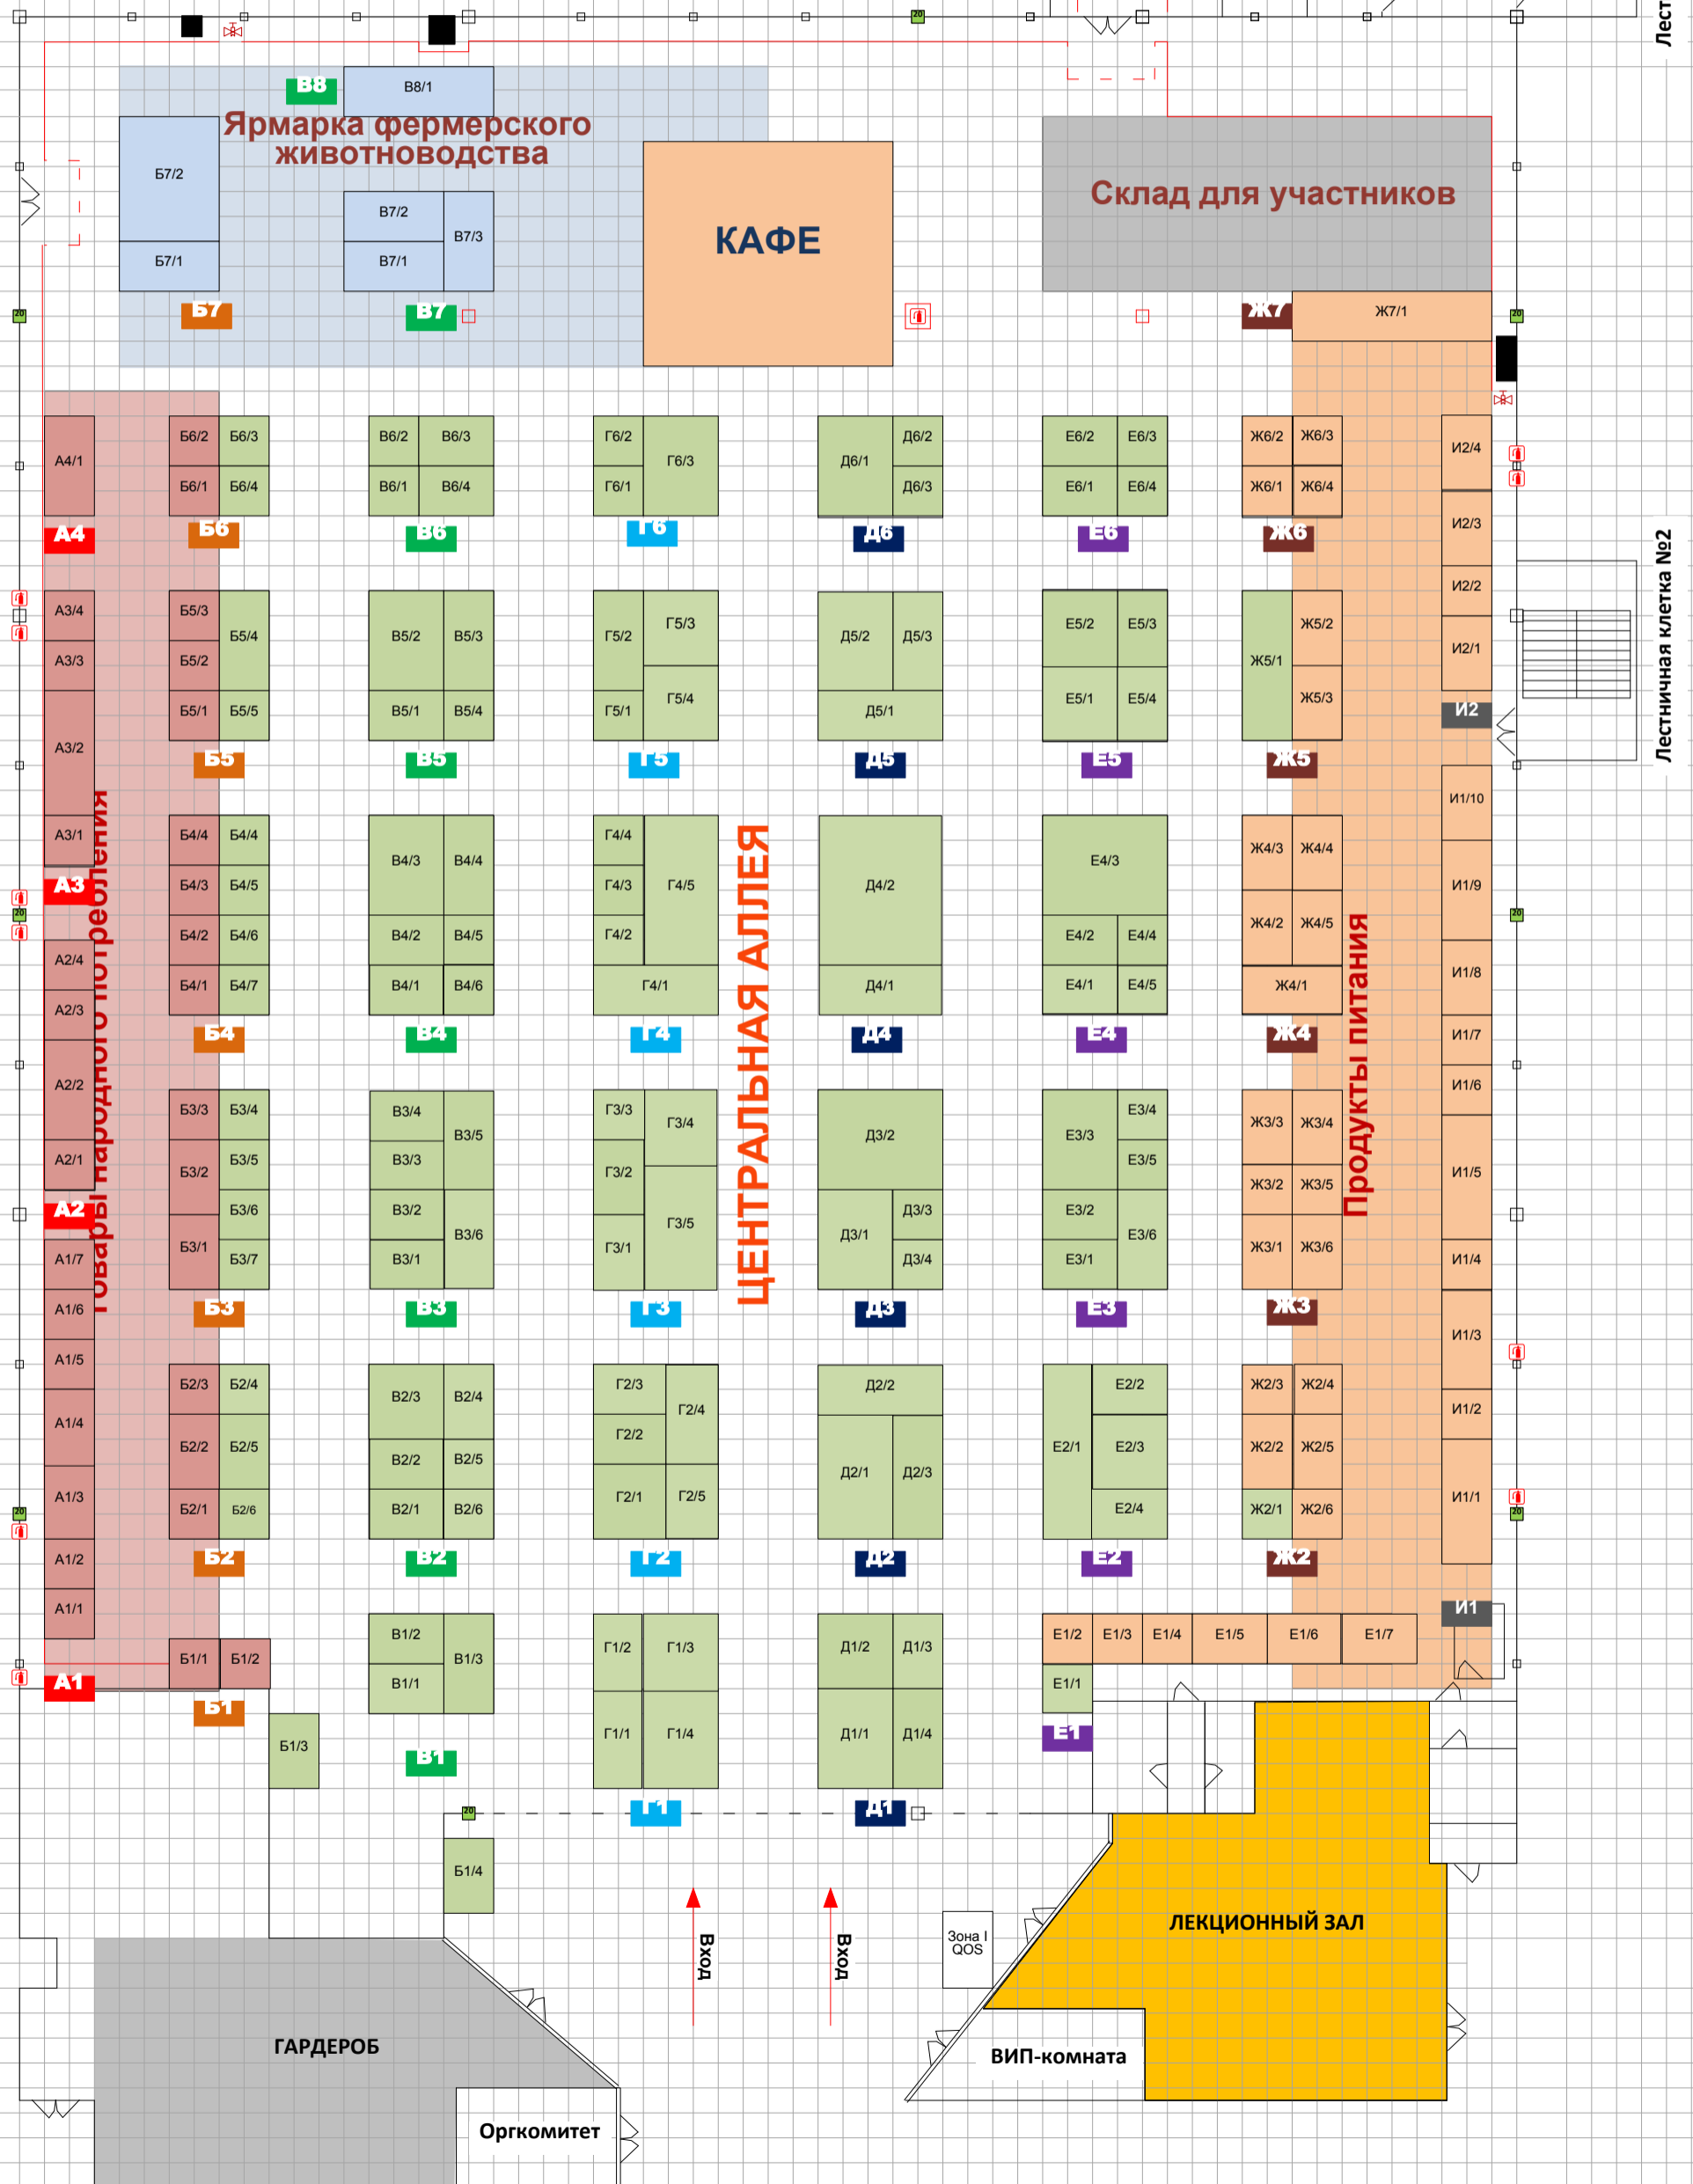 20
Лест
В8
В8/1
Ярмарка фермерского
животноводства
Б7/2
В7/2
В7/3
Б7/1
В7/1
КАФЕ
Склад для участников
20
Б7
В7
Ж7
Ж7/1
20
А4/1
Б6/2
Б6/3
Б6/1
Б6/4
В6/2
В6/3
В6/1
В6/4
Г6/2
Г6/3
Г6/1
Д6/1
Д6/2
Д6/3
Е6/2
Е6/3
Е6/1
Е6/4
Ж6/2
Ж6/3
Ж6/1
Ж6/4
И2/4
А4
Б6
В6
Г6
Д6
Е6
Ж6
И2/3
И2/2
И2/1
Лестничная клетка №2
А3/4
А3/3
А3/2
А3/1
Б5/3
Б5/4
Б5/2
Б5/1
Б5/5
В5/2
В5/3
В5/1
В5/4
Г5/2
Г5/3
Г5/4
Г5/1
Д5/2
Д5/3
Д5/1
Е5/2
Е5/3
Е5/1
Е5/4
Ж5/1
Ж5/2
Ж5/3
И2
Б5
В5
Г5
Д5
Е5
Ж5
Товары народного потребления
ЦЕНТРАЛЬНАЯ АЛЛЕЯ
Продукты питания
А3
20
А2/4
А2/3
А2/2
А2/1
Б4/4
Б4/4
Б4/3
Б4/5
Б4/2
Б4/6
Б4/1
Б4/7
В4/3
В4/4
В4/2
В4/5
В4/1
В4/6
Г4/4
Г4/3
Г4/5
Г4/2
Г4/1
Д4/2
Д4/1
Е4/3
Е4/2
Е4/4
Е4/1
Е4/5
Ж4/3
Ж4/4
Ж4/2
Ж4/5
Ж4/1
И1/10
И1/9
20
И1/8
И1/7
И1/6
И1/5
И1/4
И1/3
И1/2
И1/1
Б4
В4
Г4
Д4
Е4
Ж4
Б3/3
Б3/4
Б3/2
Б3/5
Б3/6
Б3/1
Б3/7
В3/4
В3/5
В3/3
В3/2
В3/6
В3/1
Г3/3
Г3/4
Г3/2
Г3/5
Г3/1
Д3/2
Д3/1
Д3/3
Д3/4
Е3/3
Е3/4
Е3/5
Е3/2
Е3/6
Е3/1
Ж3/3
Ж3/4
Ж3/2
Ж3/5
Ж3/1
Ж3/6
А2
А1/7
А1/6
А1/5
А1/4
А1/3
А1/2
А1/1
Б3
В3
Г3
Д3
Е3
Ж3
Б2/3
Б2/4
Б2/2
Б2/5
Б2/1
Б2/6
В2/3
В2/4
В2/2
В2/5
В2/1
В2/6
Г2/3
Г2/4
Г2/2
Г2/1
Г2/5
Д2/2
Д2/1
Д2/3
Е2/1
Е2/2
Е2/3
Е2/4
Ж2/3
Ж2/4
Ж2/2
Ж2/5
Ж2/1
Ж2/6
20
20
Б2
В2
Г2
Д2
Е2
Ж2
И1
Б1/1
Б1/2
В1/2
В1/3
В1/1
Г1/2
Г1/3
Г1/1
Г1/4
Д1/2
Д1/3
Д1/1
Д1/4
Е1/2
Е1/3
Е1/4
Е1/5
Е1/6
Е1/7
Е1/1
А1
Б1
Б1/3
В1
Е1
20
Г1
Д1
Б1/4
Вход
Вход
Зона I
QOS
ЛЕКЦИОННЫЙ ЗАЛ
ГАРДЕРОБ
ВИП-комната
Оргкомитет